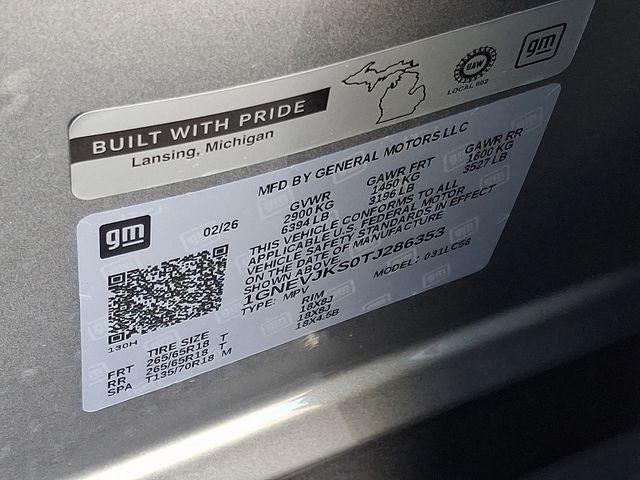 BUILT WITH PRIDE
Lansing, Michigan
UAW
LOCAL 602
gm
gm
02/26
MFD BY GENERAL MOTORS LLC
GVWR GAWR FRT GAWR RR
2900 KG 1450 KG 1600 KG
6394 LB 3196 LB 3527 LB
THIS VEHICLE CONFORMS TO ALL
APPLICABLE U.S. FEDERAL MOTOR
VEHICLE SAFETY STANDARDS IN EFFECT
ON THE DATE OF MANUFACTURE
SHOWN ABOVE.
1GNEVJKS0TJ286353
TYPE: MPV MODEL: 031LC56
130H
TIRE SIZE RIM
FRT 265/65R18 T 18X8J
RR 265/65R18 T 18X8J
SPA T135/70R18 M 18X4.5B